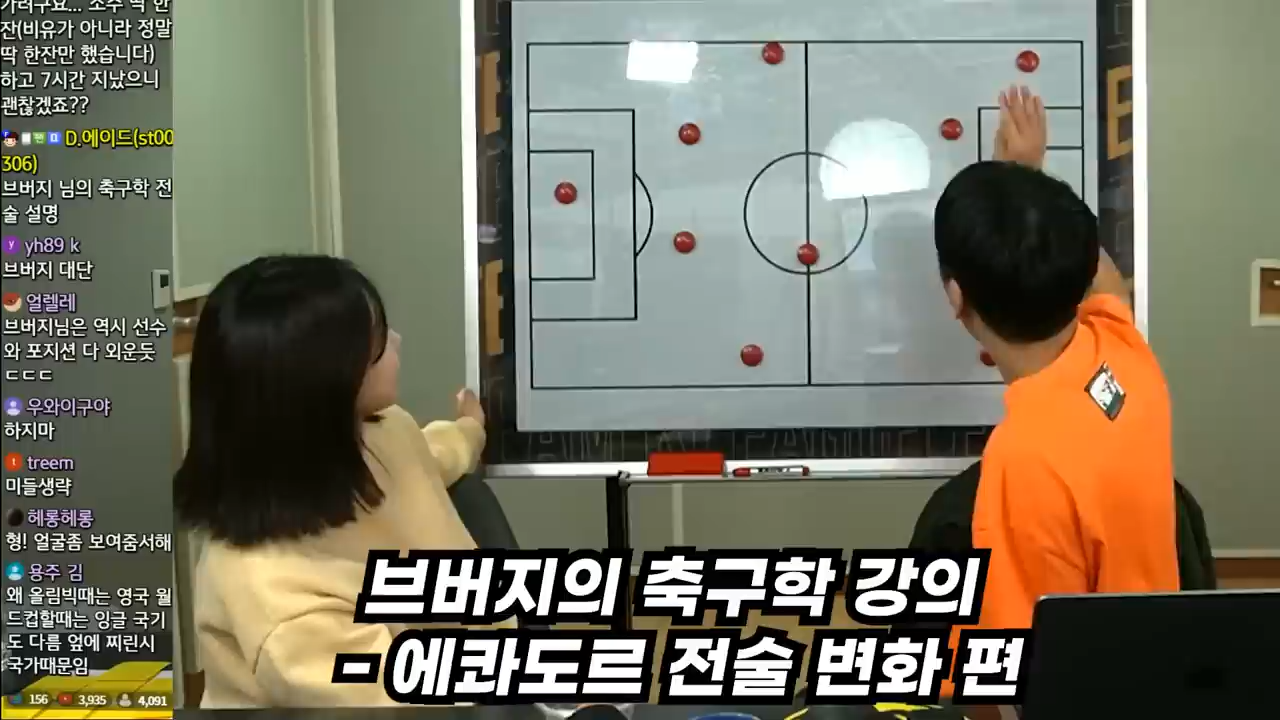 가려구요... 소주 딱 한
잔(비유가 아니라 정말
딱 한잔만 했습니다)
하고 7시간 지났으니
괜찮겠죠??
D.에이드(st00
306)
브버지 님의 축구학 전
술 설명
yh89 k
브버지 대단
얼렐레
브버지님은 역시 선수
와 포지션 다 외운듯
ㄷㄷㄷ
우와이구야
하지마
treem
미들생략
헤롱헤롱
형! 얼굴좀 보여줌서해
용주 김
왜 올림빅때는 영국 월
드컵할때는 잉글 국기
도 다름 옆에 찌린시
국가때문임
156 3,935 4,091
브버지의 축구학 강의
- 에콰도르 전술 변화 편